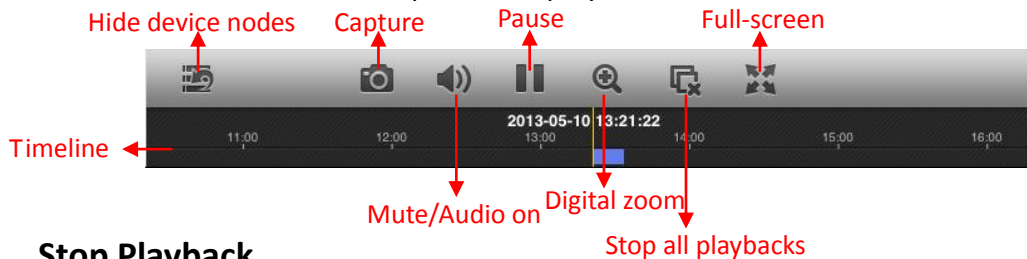 Hide device nodes Capture Pause Full-screen
2013-05-10 13:21:22
11:00 12:00 13:00 14:00 15:00 16:00
Timeline
Mute/Audio on Digital zoom
Stop all playbacks
Stop Playback